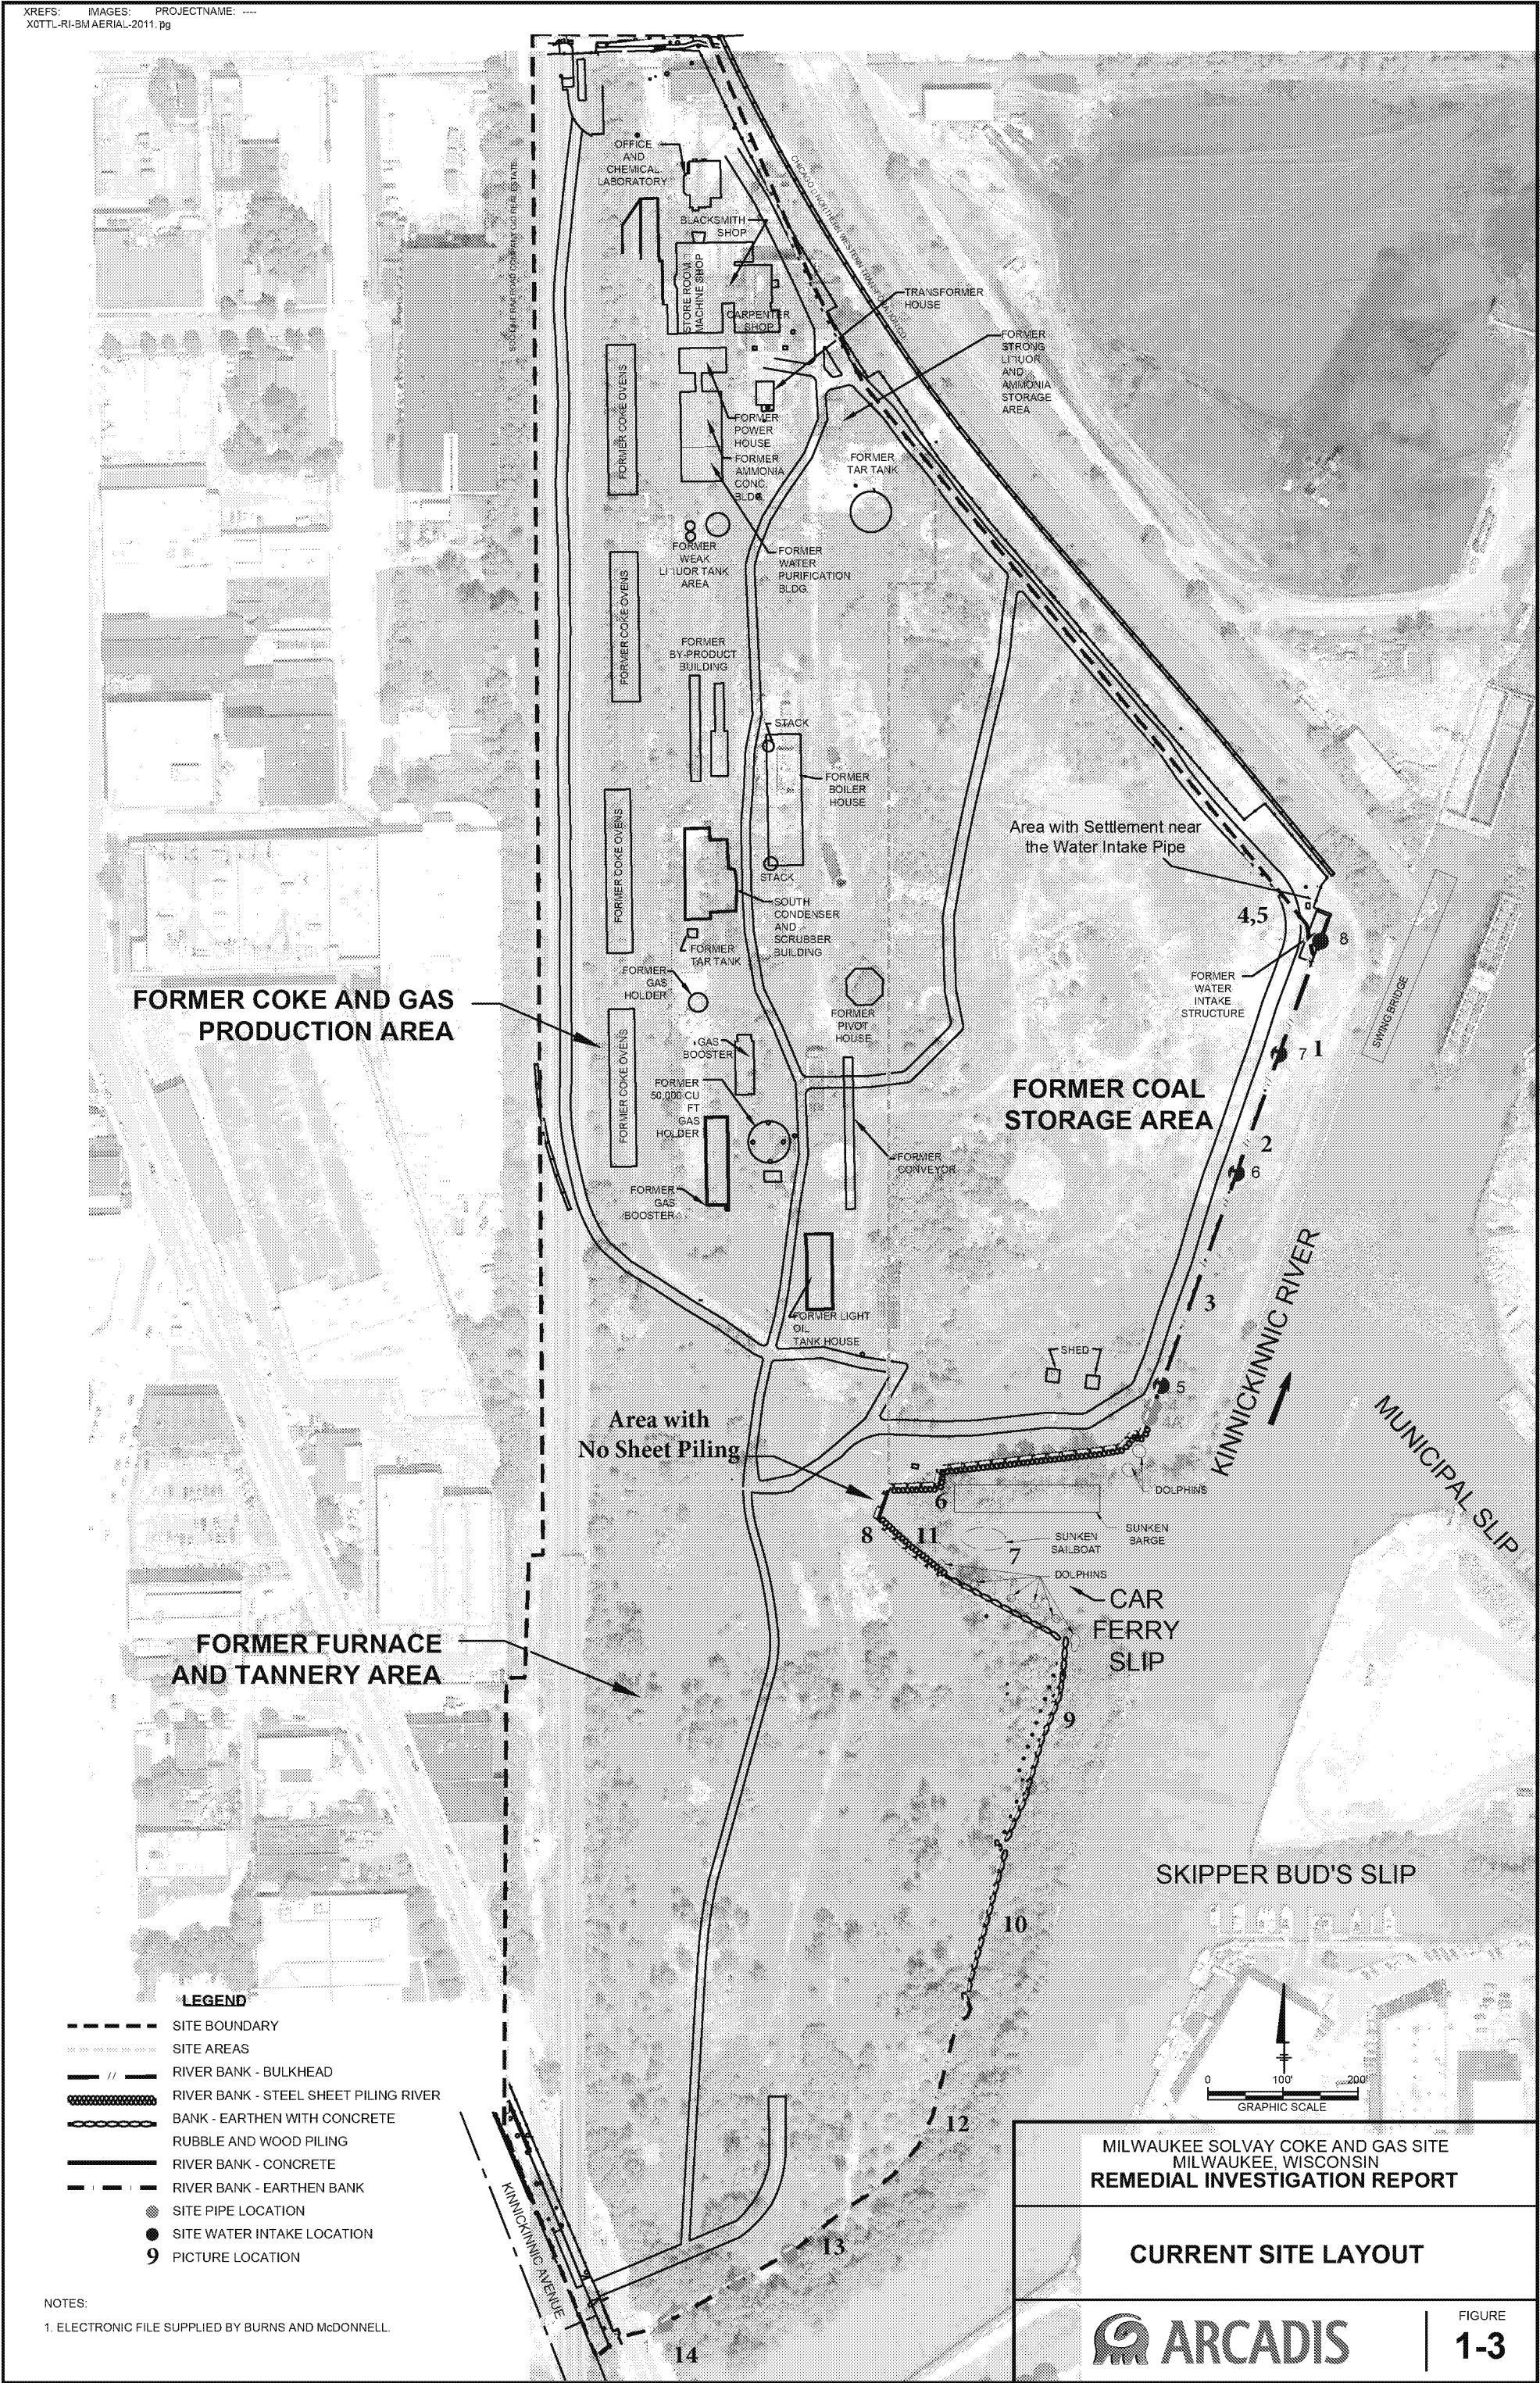 XREFS: IMAGES: PROJECTNAME: ----
X0TTL-RI-BM AERIAL-2011.jpg
OFFICE
AND
CHEMICAL
LABORATORY
BLACKSMITH
SHOP
STORE ROOM
MACHINE SHOP
CARPENTER
SHOP
TRANSFORMER
HOUSE
FORMER
STRONG
LI□UOR
AND
AMMONIA
STORAGE
AREA
FORMER COKE OVENS
FORMER
POWER
HOUSE
FORMER
AMMONIA
CONC.
BLDG.
FORMER
TAR TANK
FORMER
WEAK
LI□UOR TANK
AREA
FORMER
WATER
PURIFICATION
BLDG.
FORMER COKE OVENS
FORMER
BY-PRODUCT
BUILDING
STACK
FORMER
BOILER
HOUSE
Area with Settlement near
the Water Intake Pipe
FORMER COKE OVENS
STACK
SOUTH
CONDENSER
AND
SCRUBBER
BUILDING
4,5
8
FORMER
TAR TANK
FORMER
GAS
HOLDER
FORMER
WATER
INTAKE
STRUCTURE
SWING BRIDGE
FORMER COKE AND GAS
PRODUCTION AREA
FORMER
PIVOT
HOUSE
FORMER COKE OVENS
GAS
BOOSTER
7
1
FORMER
50,000 CU
FT
GAS
HOLDER
FORMER COAL
STORAGE AREA
2
6
FORMER
CONVEYOR
FORMER
GAS
BOOSTER
3
KINNICKINNIC RIVER
FORMER LIGHT
OIL
TANK HOUSE
SHED
5
4
4A
MUNICIPAL SLIP
Area with
No Sheet Piling
DOLPHINS
6
8
11
7
SUNKEN
SAILBOAT
SUNKEN
BARGE
DOLPHINS
CAR
FERRY
SLIP
FORMER FURNACE
AND TANNERY AREA
9
SKIPPER BUD'S SLIP
10
LEGEND
SITE BOUNDARY
SITE AREAS
RIVER BANK - BULKHEAD
RIVER BANK - STEEL SHEET PILING RIVER
BANK - EARTHEN WITH CONCRETE
RUBBLE AND WOOD PILING
RIVER BANK - CONCRETE
RIVER BANK - EARTHEN BANK
SITE PIPE LOCATION
SITE WATER INTAKE LOCATION
9 PICTURE LOCATION
NOTES:
1. ELECTRONIC FILE SUPPLIED BY BURNS AND McDONNELL.
KINNICKINNIC AVENUE
12
13
14
0 100' 200'
GRAPHIC SCALE
MILWAUKEE SOLVAY COKE AND GAS SITE
MILWAUKEE, WISCONSIN
REMEDIAL INVESTIGATION REPORT
CURRENT SITE LAYOUT
ARCADIS
FIGURE
1-3